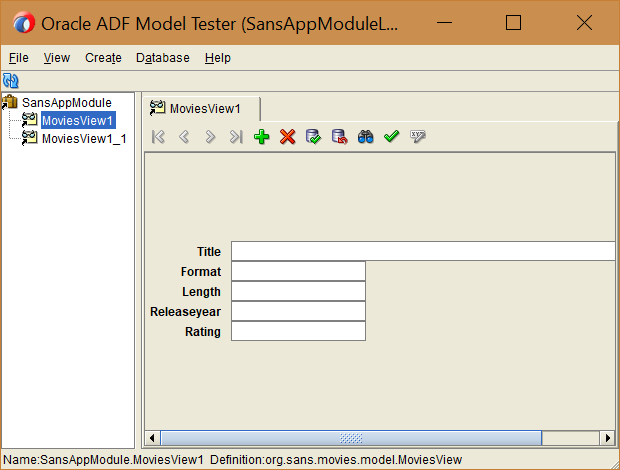 Oracle ADF Model Tester (SansAppModuleL...
File View Create Database Help
SansAppModule
MoviesView1
MoviesView1_1
MoviesView1
Title
Format
Length
Releaseyear
Rating
Name:SansAppModule.MoviesView1 Definition:org.sans.movies.model.MoviesView